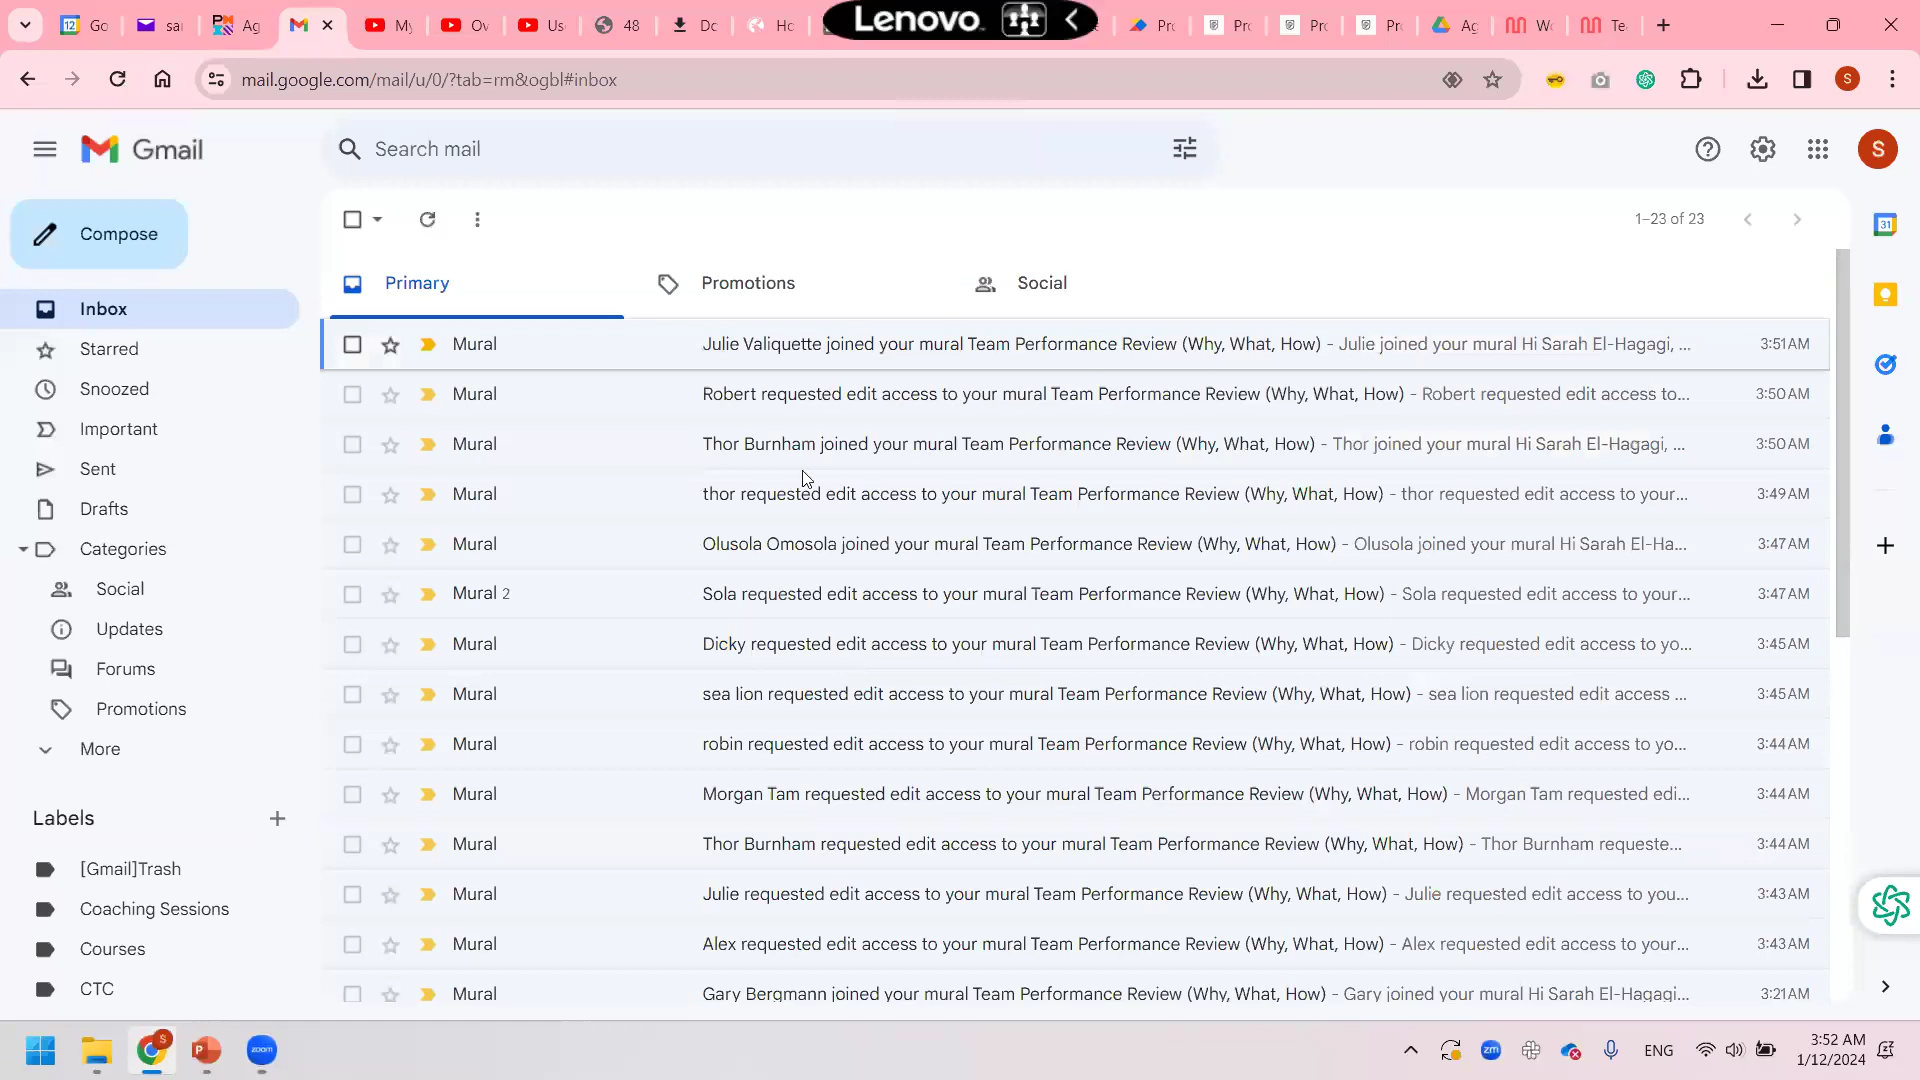 Go
sa
Ag
My
Ov
Us
48
Dc
Hc
Lenovo
Pro
Pro
Pro
Pro
Ag
W
Te
mail.google.com/mail/u/0/?tab=rm&ogbl#inbox
S
Gmail
Search mail
S
Compose
1–23 of 23
31
Primary
Promotions
Social
Inbox
Starred
Snoozed
Important
Sent
Drafts
Categories
Social
Updates
Forums
Promotions
More
Labels
[Gmail]Trash
Coaching Sessions
Courses
CTC
Mural Julie Valiquette joined your mural Team Performance Review (Why, What, How) - Julie joined your mural Hi Sarah El-Hagagi, ... 3:51 AM
Mural Robert requested edit access to your mural Team Performance Review (Why, What, How) - Robert requested edit access to... 3:50 AM
Mural Thor Burnham joined your mural Team Performance Review (Why, What, How) - Thor joined your mural Hi Sarah El-Hagagi, ... 3:50 AM
Mural thor requested edit access to your mural Team Performance Review (Why, What, How) - thor requested edit access to your... 3:49 AM
Mural Olusola Omosola joined your mural Team Performance Review (Why, What, How) - Olusola joined your mural Hi Sarah El-Ha... 3:47 AM
Mural 2 Sola requested edit access to your mural Team Performance Review (Why, What, How) - Sola requested edit access to your... 3:47 AM
Mural Dicky requested edit access to your mural Team Performance Review (Why, What, How) - Dicky requested edit access to yo... 3:45 AM
Mural sea lion requested edit access to your mural Team Performance Review (Why, What, How) - sea lion requested edit access ... 3:45 AM
Mural robin requested edit access to your mural Team Performance Review (Why, What, How) - robin requested edit access to yo... 3:44 AM
Mural Morgan Tam requested edit access to your mural Team Performance Review (Why, What, How) - Morgan Tam requested edi... 3:44 AM
Mural Thor Burnham requested edit access to your mural Team Performance Review (Why, What, How) - Thor Burnham requeste... 3:44 AM
Mural Julie requested edit access to your mural Team Performance Review (Why, What, How) - Julie requested edit access to you... 3:43 AM
Mural Alex requested edit access to your mural Team Performance Review (Why, What, How) - Alex requested edit access to your... 3:43 AM
Mural Gary Bergmann joined your mural Team Performance Review (Why, What, How) - Gary joined your mural Hi Sarah El-Hagagi... 3:21 AM
S
P
zoom
zm
ENG
3:52 AM
1/12/2024